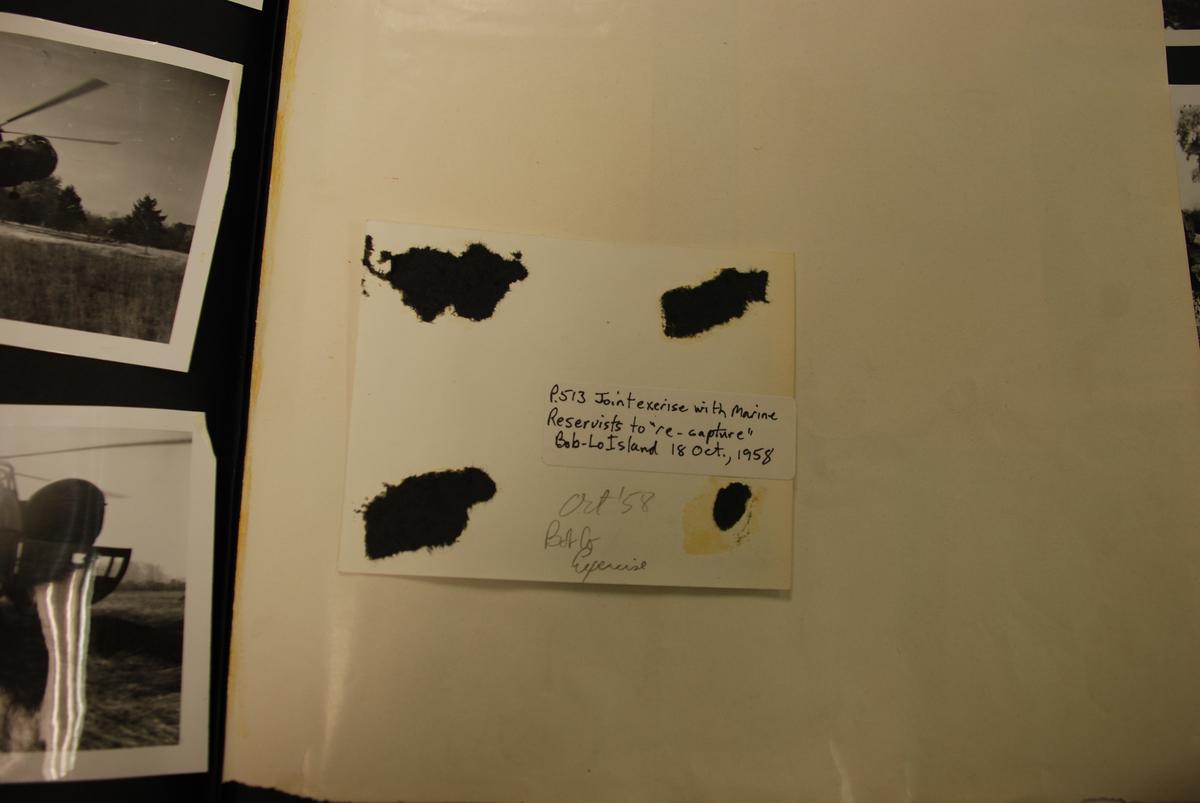 P.513 Joint exerise with Marine
Reservists to "re-capture"
Bob-Lo Island 18 Oct., 1958
Oct '58
Bob Lo
Exercise